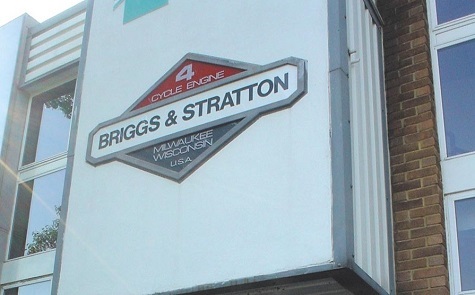 4
CYCLE ENGINE
BRIGGS & STRATTON
MILWAUKEE
WISCONSIN
U.S.A.